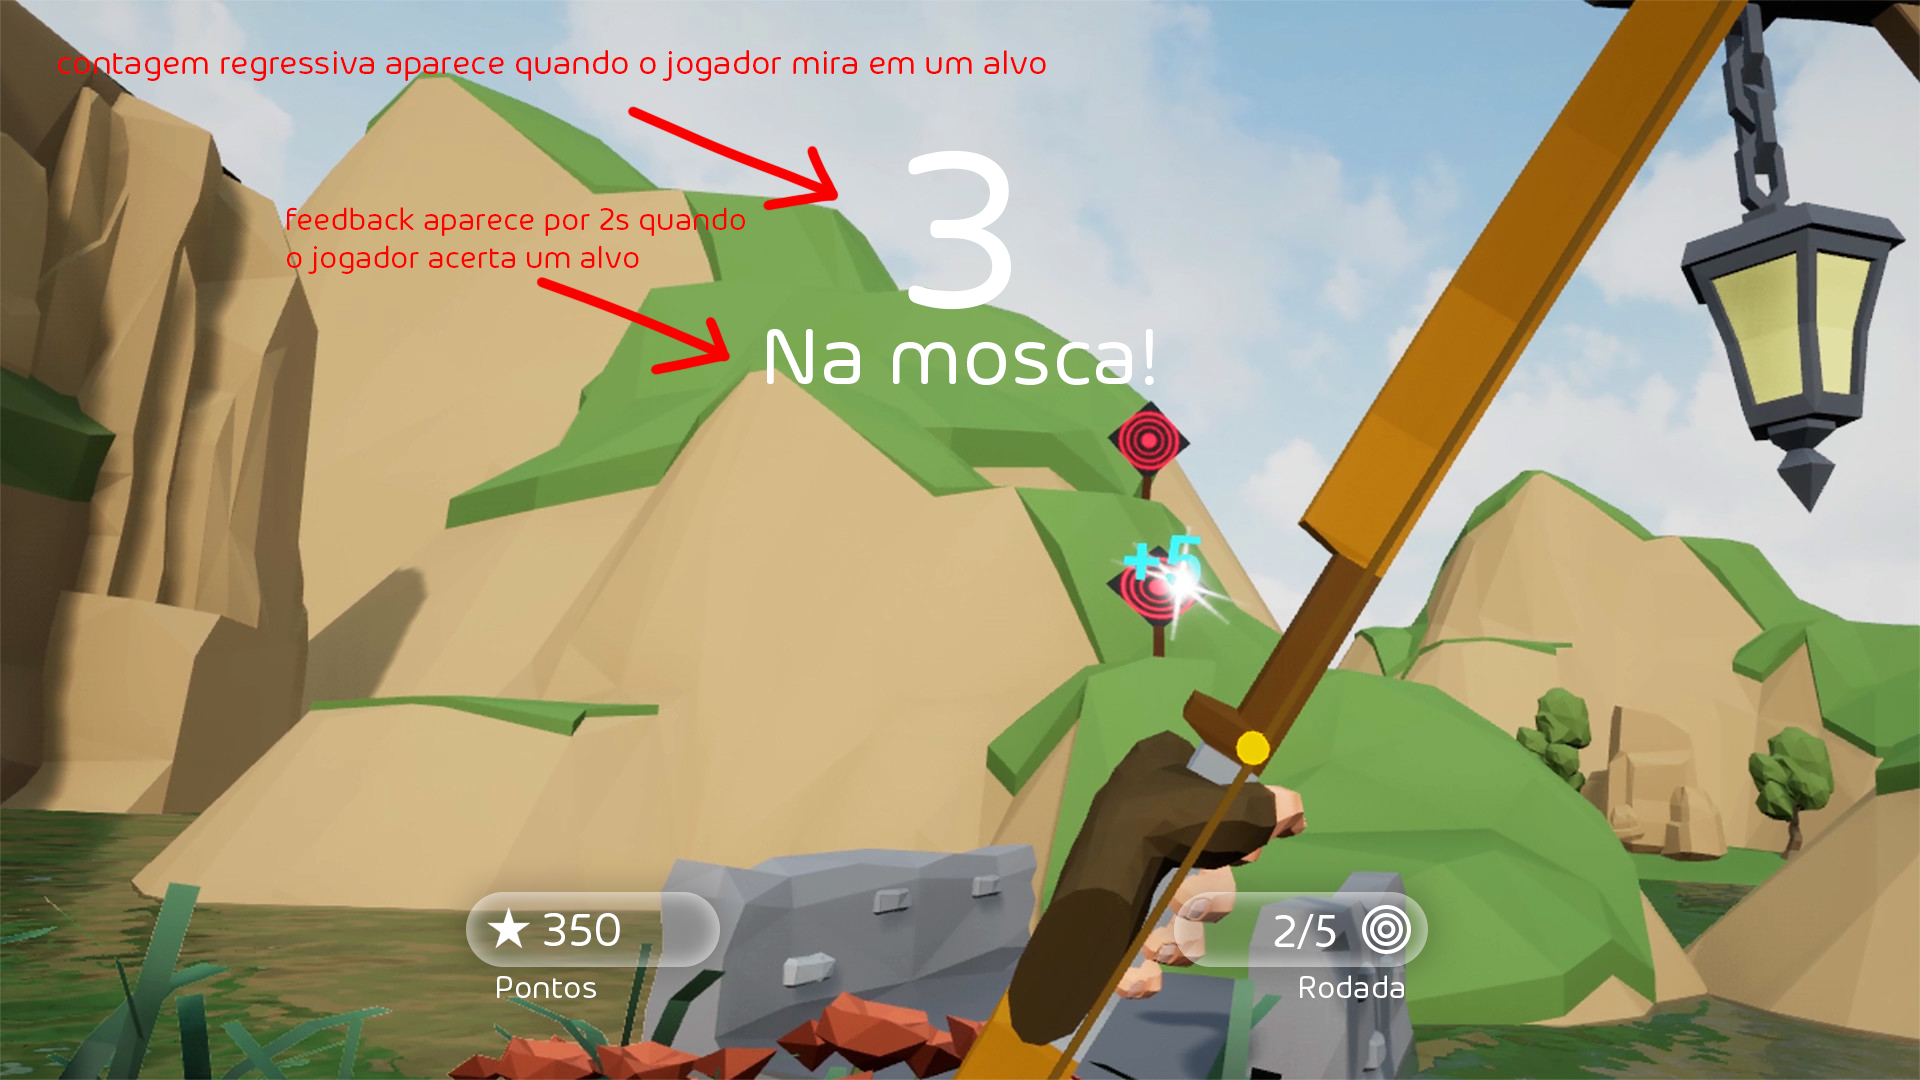 contagem regressiva aparece quando o jogador mira em um alvo
3
feedback aparece por 2s quando
o jogador acerta um alvo
Na mosca!
+5
350
Pontos
2/5
Rodada